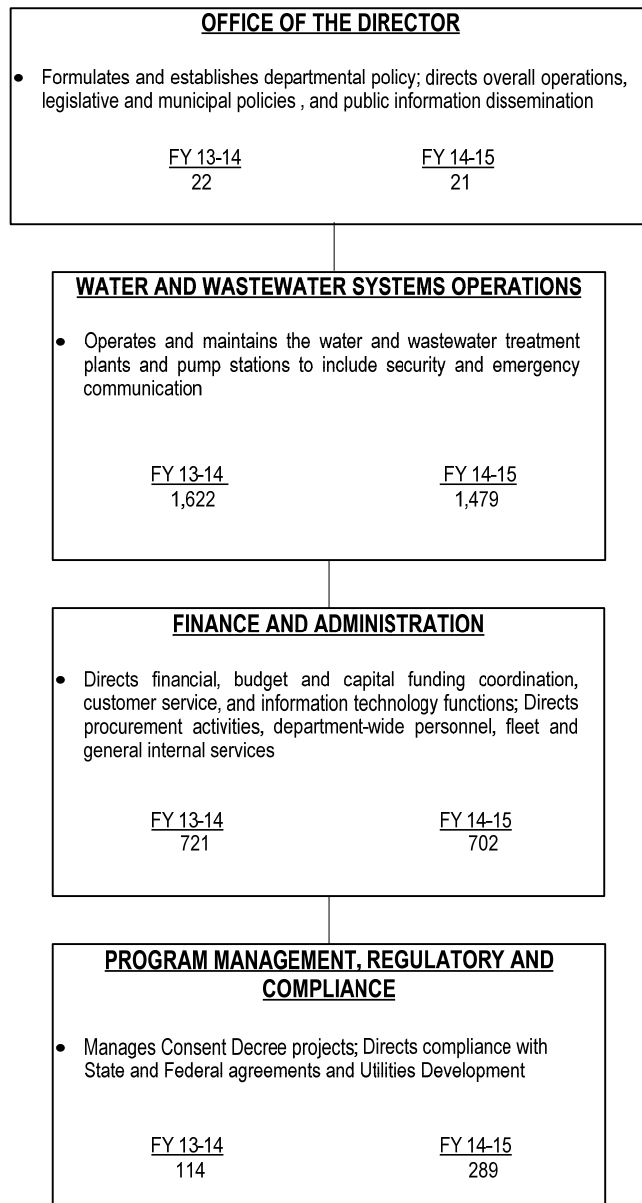 OFFICE OF THE DIRECTOR
• Formulates and establishes departmental policy; directs overall operations,
legislative and municipal policies , and public information dissemination
FY 13-14 FY 14-15
22 21
WATER AND WASTEWATER SYSTEMS OPERATIONS
• Operates and maintains the water and wastewater treatment
plants and pump stations to include security and emergency
communication
FY 13-14 FY 14-15
1,622 1,479
FINANCE AND ADMINISTRATION
• Directs financial, budget and capital funding coordination,
customer service, and information technology functions; Directs
procurement activities, department-wide personnel, fleet and
general internal services
FY 13-14 FY 14-15
721 702
PROGRAM MANAGEMENT, REGULATORY AND
COMPLIANCE
• Manages Consent Decree projects; Directs compliance with
State and Federal agreements and Utilities Development
FY 13-14 FY 14-15
114 289